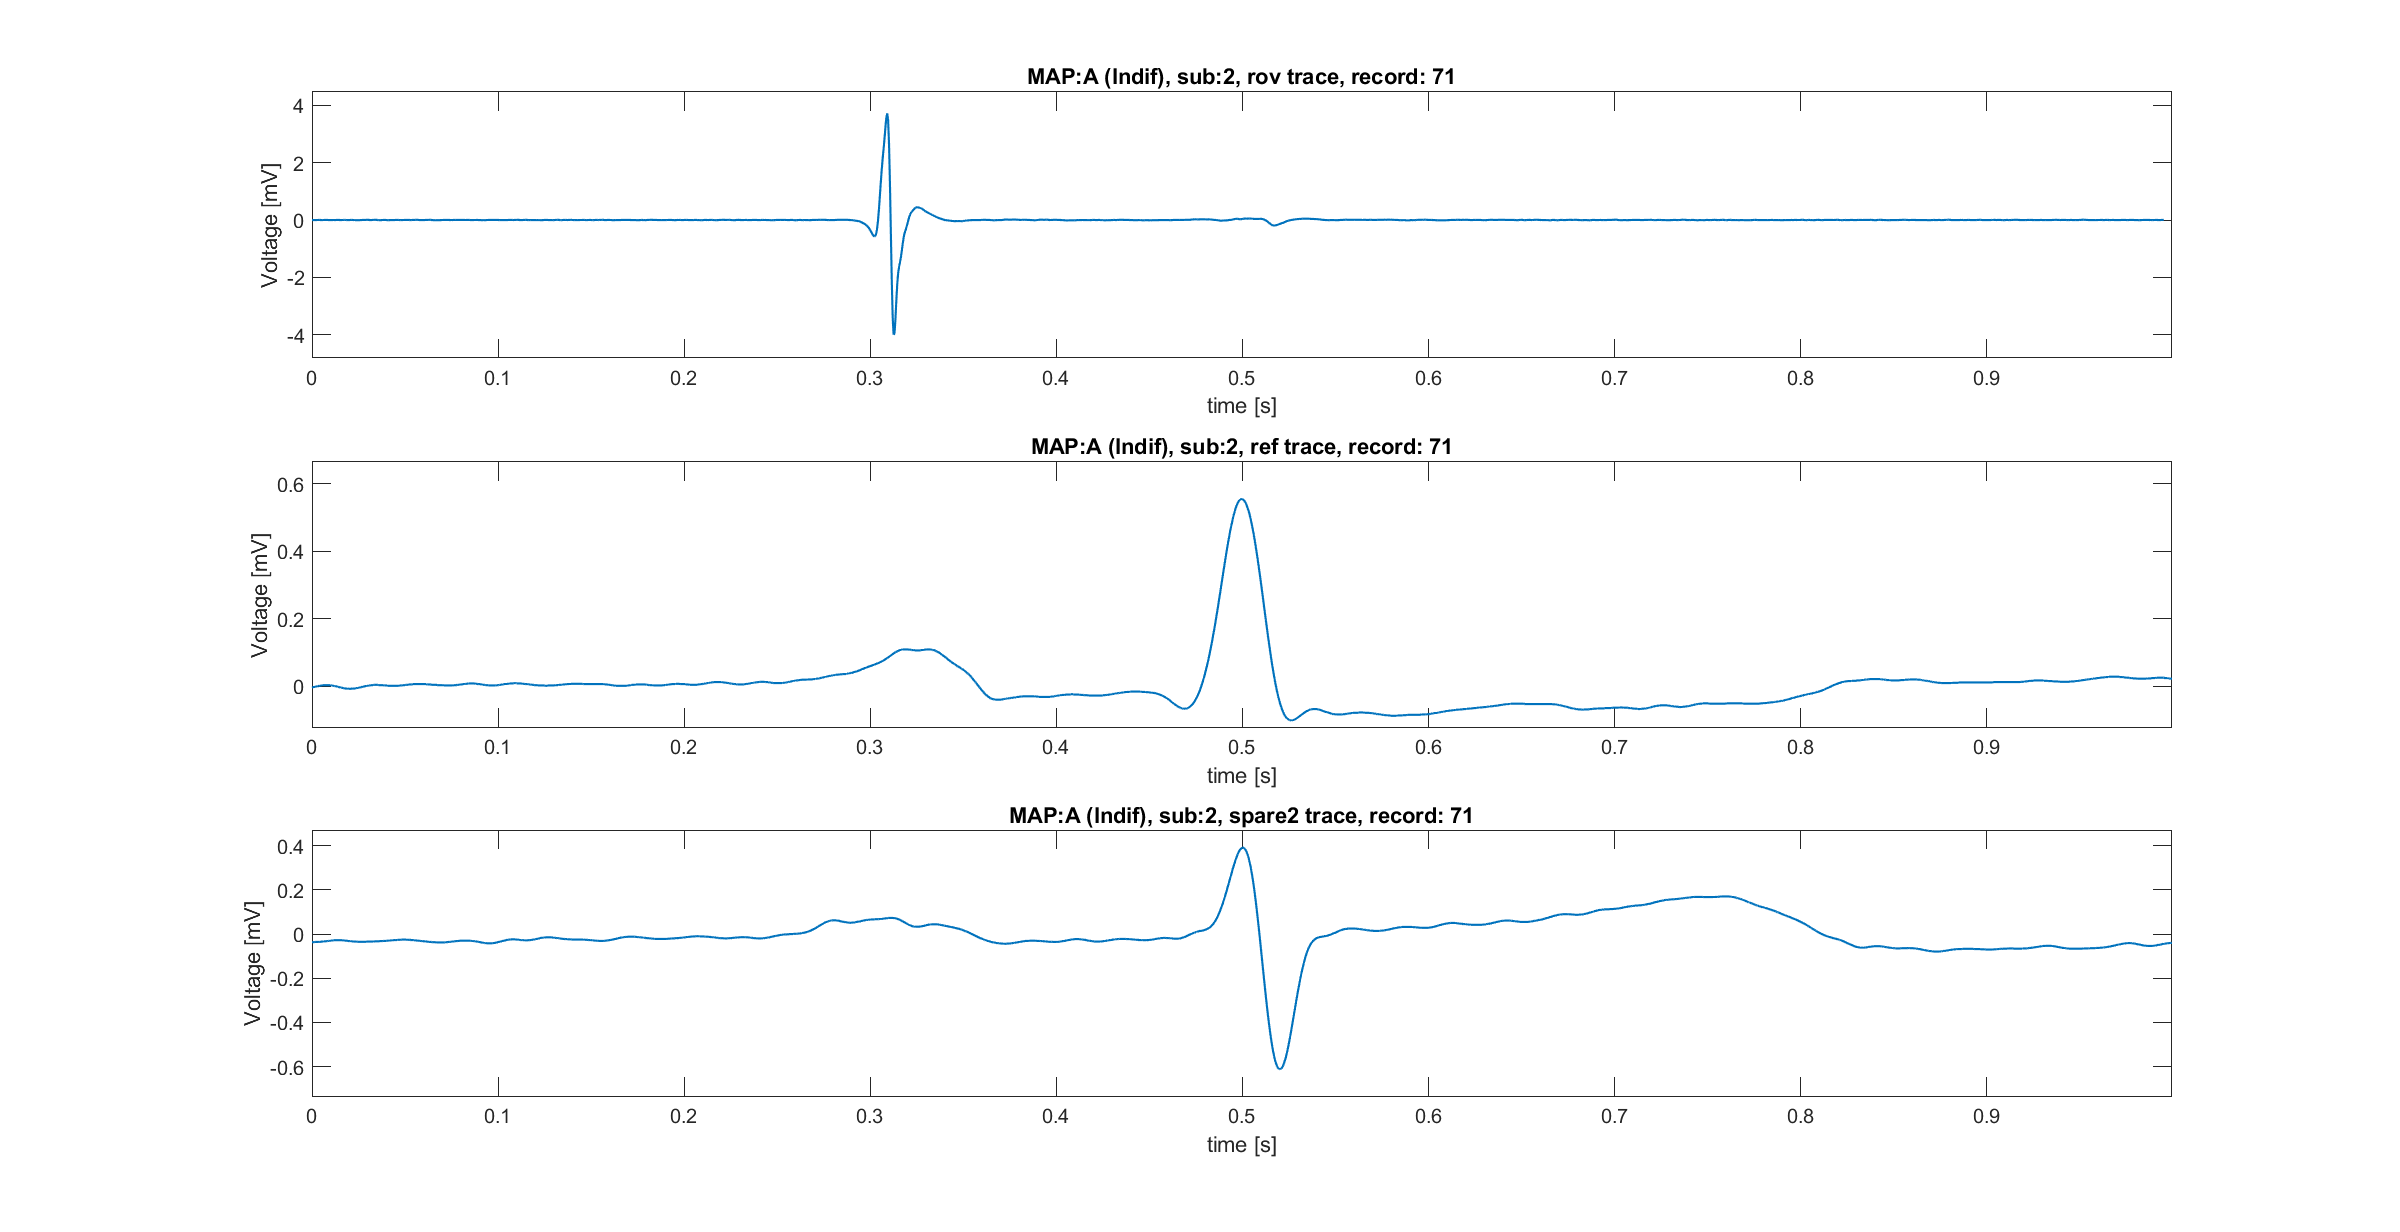 MAP:A (Indif), sub:2, rov trace, record: 71
Voltage [mV]
4
2
0
-2
-4
0 0.1 0.2 0.3 0.4 0.5 0.6 0.7 0.8 0.9
time [s]
MAP:A (Indif), sub:2, ref trace, record: 71
Voltage [mV]
0.6
0.4
0.2
0
0 0.1 0.2 0.3 0.4 0.5 0.6 0.7 0.8 0.9
time [s]
MAP:A (Indif), sub:2, spare2 trace, record: 71
Voltage [mV]
0.4
0.2
0
-0.2
-0.4
-0.6
0 0.1 0.2 0.3 0.4 0.5 0.6 0.7 0.8 0.9
time [s]